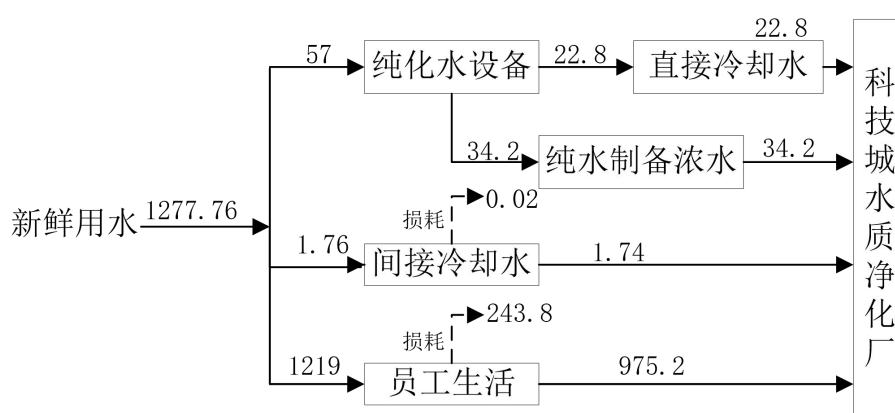 22.8
57
纯化水设备
22.8
直接冷却水
34.2
纯水制备浓水
34.2
新鲜用水
1277.76
损耗
0.02
1.76
间接冷却水
1.74
损耗
243.8
1219
员工生活
975.2
科技城水质净化厂